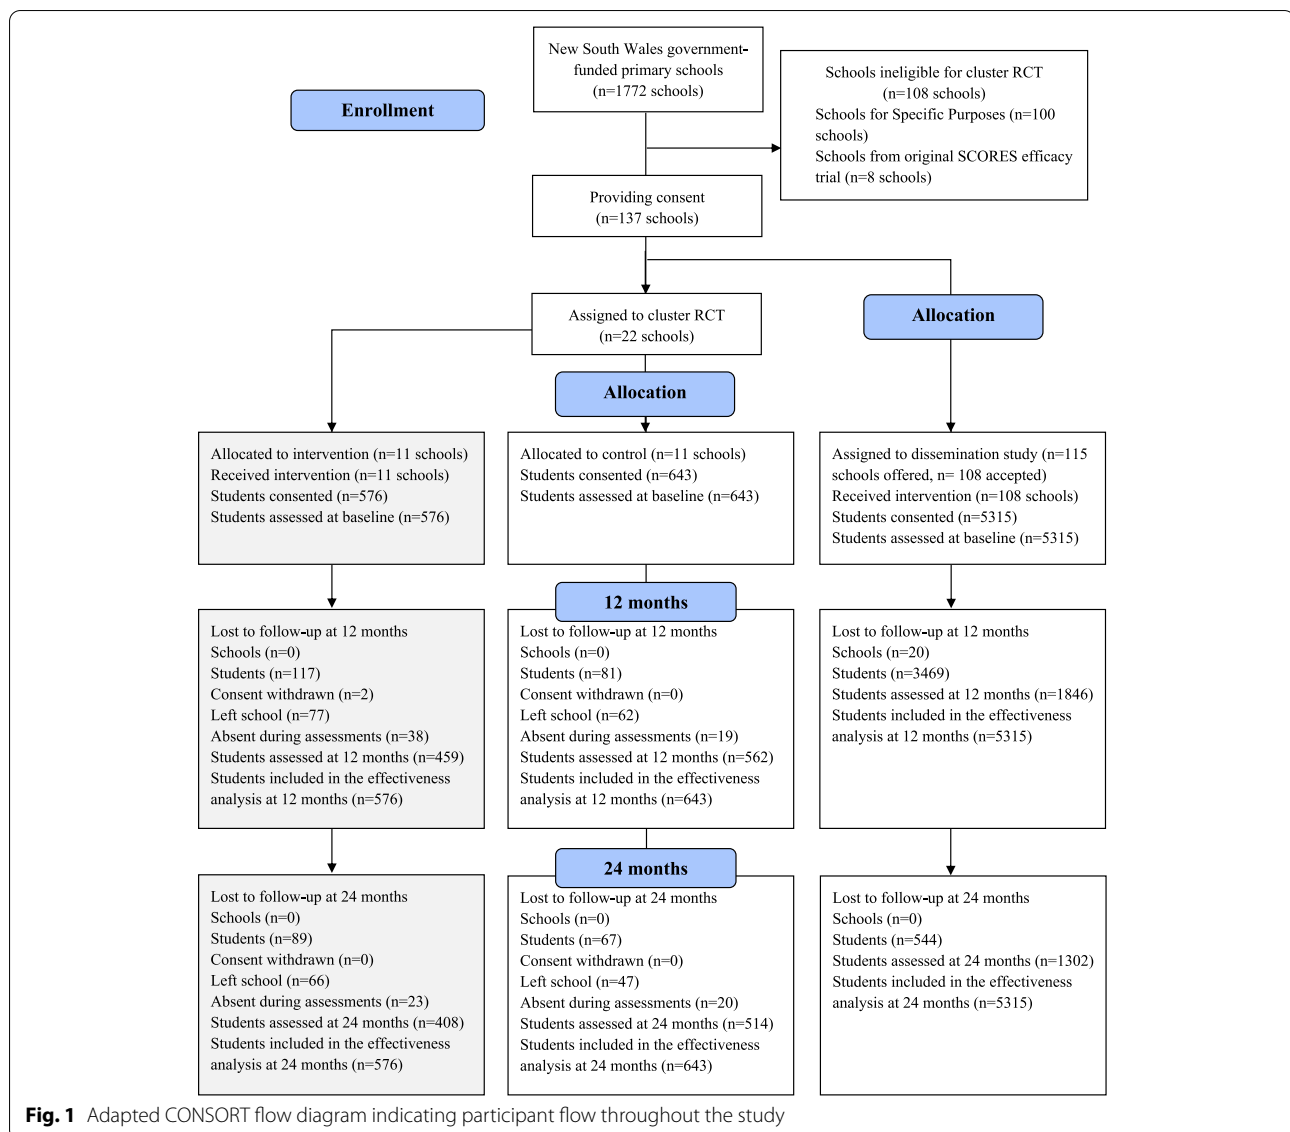 New South Wales government-
funded primary schools
(n=1772 schools)
Schools ineligible for cluster RCT
(n=108 schools)
Schools for Specific Purposes (n=100
schools)
Schools from original SCORES efficacy
trial (n=8 schools)
Enrollment
Providing consent
(n=137 schools)
Assigned to cluster RCT
(n=22 schools)
Allocation
Allocation
Allocated to intervention (n=11 schools)
Received intervention (n=11 schools)
Students consented (n=576)
Students assessed at baseline (n=576)
Allocated to control (n=11 schools)
Students consented (n=643)
Students assessed at baseline (n=643)
Assigned to dissemination study (n=115
schools offered, n= 108 accepted)
Received intervention (n=108 schools)
Students consented (n=5315)
Students assessed at baseline (n=5315)
12 months
Lost to follow-up at 12 months
Schools (n=0)
Students (n=117)
Consent withdrawn (n=2)
Left school (n=77)
Absent during assessments (n=38)
Students assessed at 12 months (n=459)
Students included in the effectiveness
analysis at 12 months (n=576)
Lost to follow-up at 12 months
Schools (n=0)
Students (n=81)
Consent withdrawn (n=0)
Left school (n=62)
Absent during assessments (n=19)
Students assessed at 12 months (n=562)
Students included in the effectiveness
analysis at 12 months (n=643)
Lost to follow-up at 12 months
Schools (n=20)
Students (n=3469)
Students assessed at 12 months (n=1846)
Students included in the effectiveness
analysis at 12 months (n=5315)
24 months
Lost to follow-up at 24 months
Schools (n=0)
Students (n=89)
Consent withdrawn (n=0)
Left school (n=66)
Absent during assessments (n=23)
Students assessed at 24 months (n=408)
Students included in the effectiveness
analysis at 24 months (n=576)
Lost to follow-up at 24 months
Schools (n=0)
Students (n=67)
Consent withdrawn (n=0)
Left school (n=47)
Absent during assessments (n=20)
Students assessed at 24 months (n=514)
Students included in the effectiveness
analysis at 24 months (n=643)
Lost to follow-up at 24 months
Schools (n=0)
Students (n=544)
Students assessed at 24 months (n=1302)
Students included in the effectiveness
analysis at 24 months (n=5315)
Fig. 1 Adapted CONSORT flow diagram indicating participant flow throughout the study